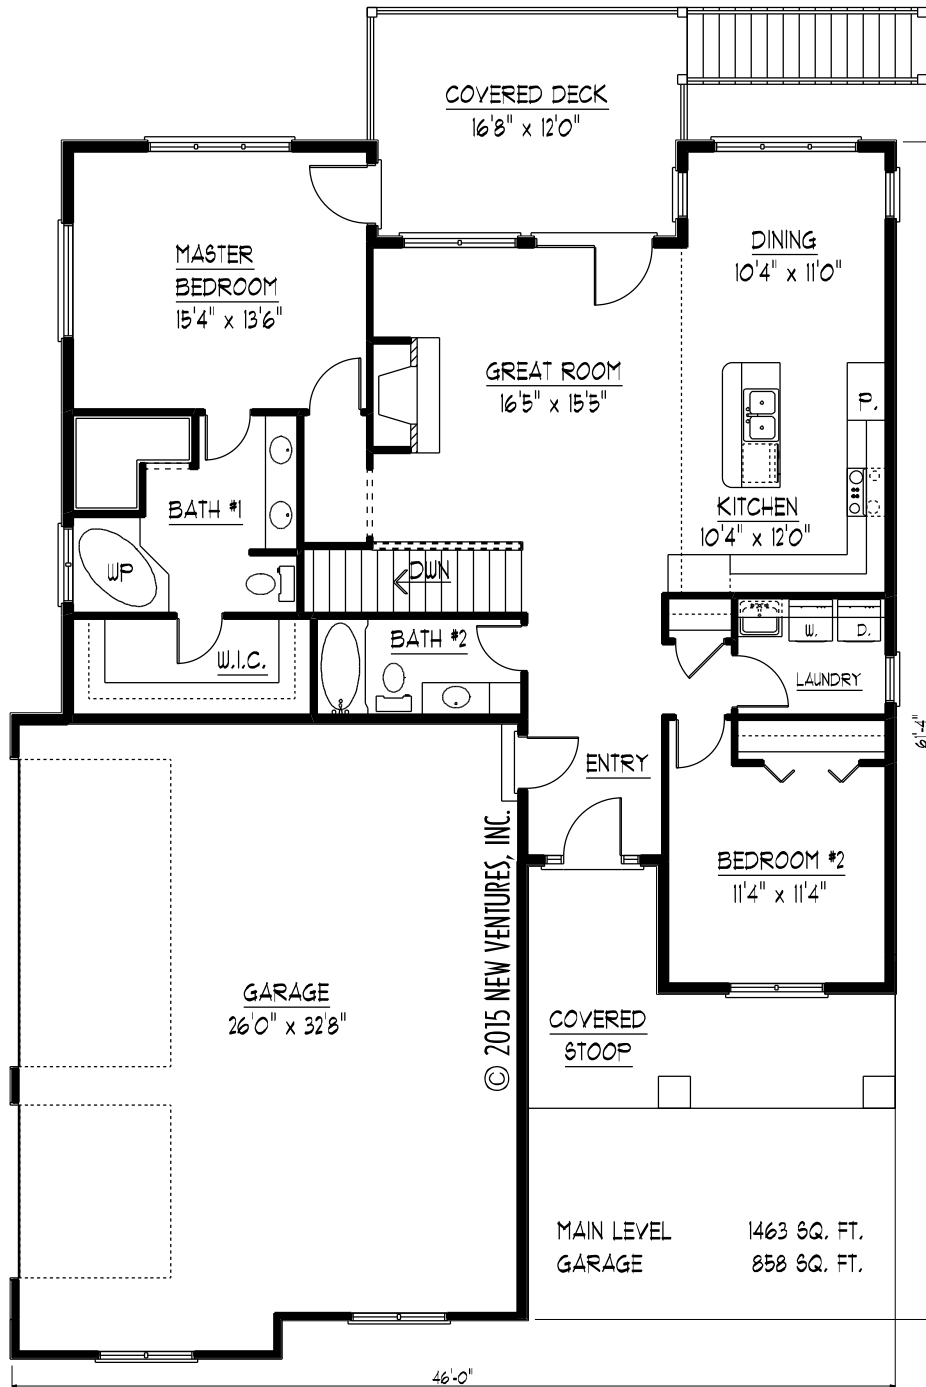 COVERED DECK
16'8" x 12'0"
DINING
10'4" x 11'0"
MASTER
BEDROOM
15'4" x 13'6"
GREAT ROOM
16'5" x 15'5"
P.
BATH #1
KITCHEN
10'4" x 12'0"
WP
DWN
BATH #2
W.
D.
W.I.C.
LAUNDRY
61'-4"
ENTRY
BEDROOM #2
11'4" x 11'4"
© 2015 NEW VENTURES, INC.
GARAGE
26'0" x 32'8"
COVERED
STOOP
MAIN LEVEL 1463 SQ. FT.
GARAGE 858 SQ. FT.
46'-0"